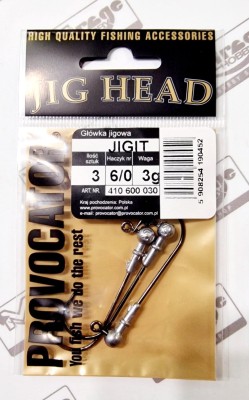 HIGH QUALITY FISHING ACCESSORIES
JIG HEAD
Główka jigowa
JIGIT
Ilość sztuk
Haczyk nr
Waga
3
6/0
3g
ART. NR.
410 600 030
Kraj pochodzenia: Polska
www.provocator.com.pl
e-mail: provocator@provocator.com.pl
5 908254 190452
PROVOCATOR
You fish we do the rest